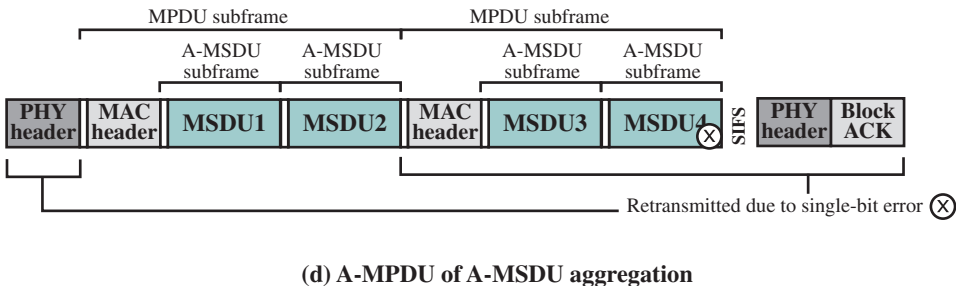 MPDU subframe MPDU subframe
A-MSDU A-MSDU A-MSDU A-MSDU
subframe subframe subframe subframe
PHY header MAC header MSDU1 MSDU2 MAC header MSDU3 MSDU4 X SIFS PHY header Block ACK
Retransmitted due to single-bit error X
(d) A-MPDU of A-MSDU aggregation